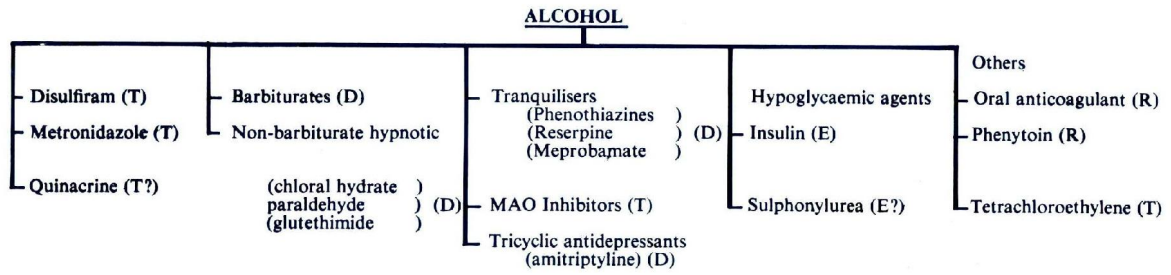 ALCOHOL
Disulfiram (T)
Metronidazole (T)
Quinacrine (T?)
Barbiturates (D)
Non-barbiturate hypnotic
(chloral hydrate )
paraldehyde ) (D)
(glutethimide )
Tranquilisers
(Phenothiazines )
(Reserpine ) (D)
(Meprobamate )
MAO Inhibitors (T)
Tricyclic antidepressants
(amitriptyline) (D)
Hypoglycaemic agents
Insulin (E)
Sulphonylurea (E?)
Others
Oral anticoagulant (R)
Phenytoin (R)
Tetrachloroethylene (T)